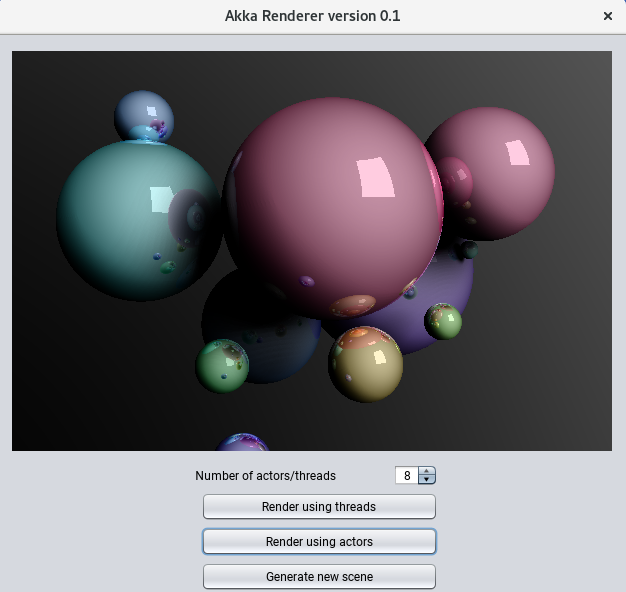 Akka Renderer version 0.1
Number of actors/threads 8
Render using threads
Render using actors
Generate new scene